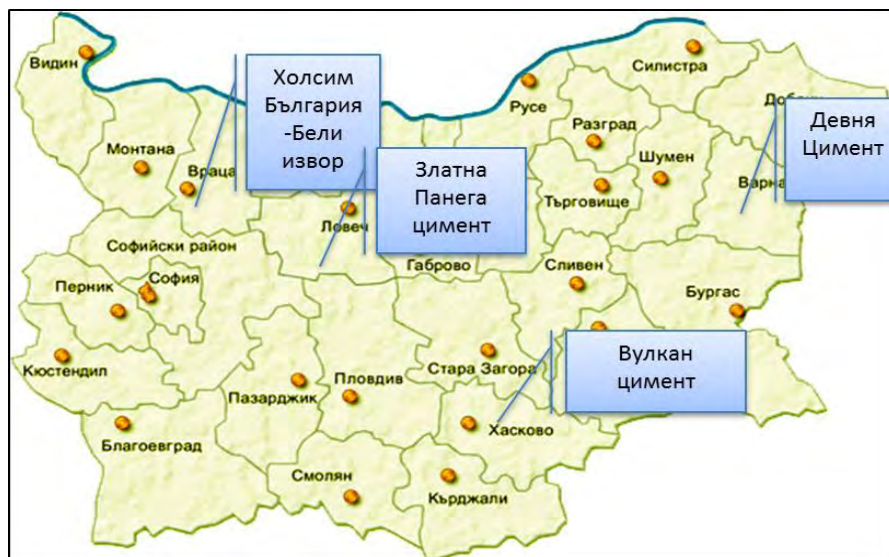 Видин
Холсим
България
-Бели
извор
Силистра
Русе
Девня
Цимент
Разград
Монтана
Враца
Златна
Панега
цимент
Шумен
Варна
Търговище
Ловеч
Софийски район
Габрово
Сливен
София
Перник
Бургас
Кюстендил
Пазарджик
Пловдив
Стара Загора
Вулкан
цимент
Благоевград
Хасково
Смолян
Кърджали